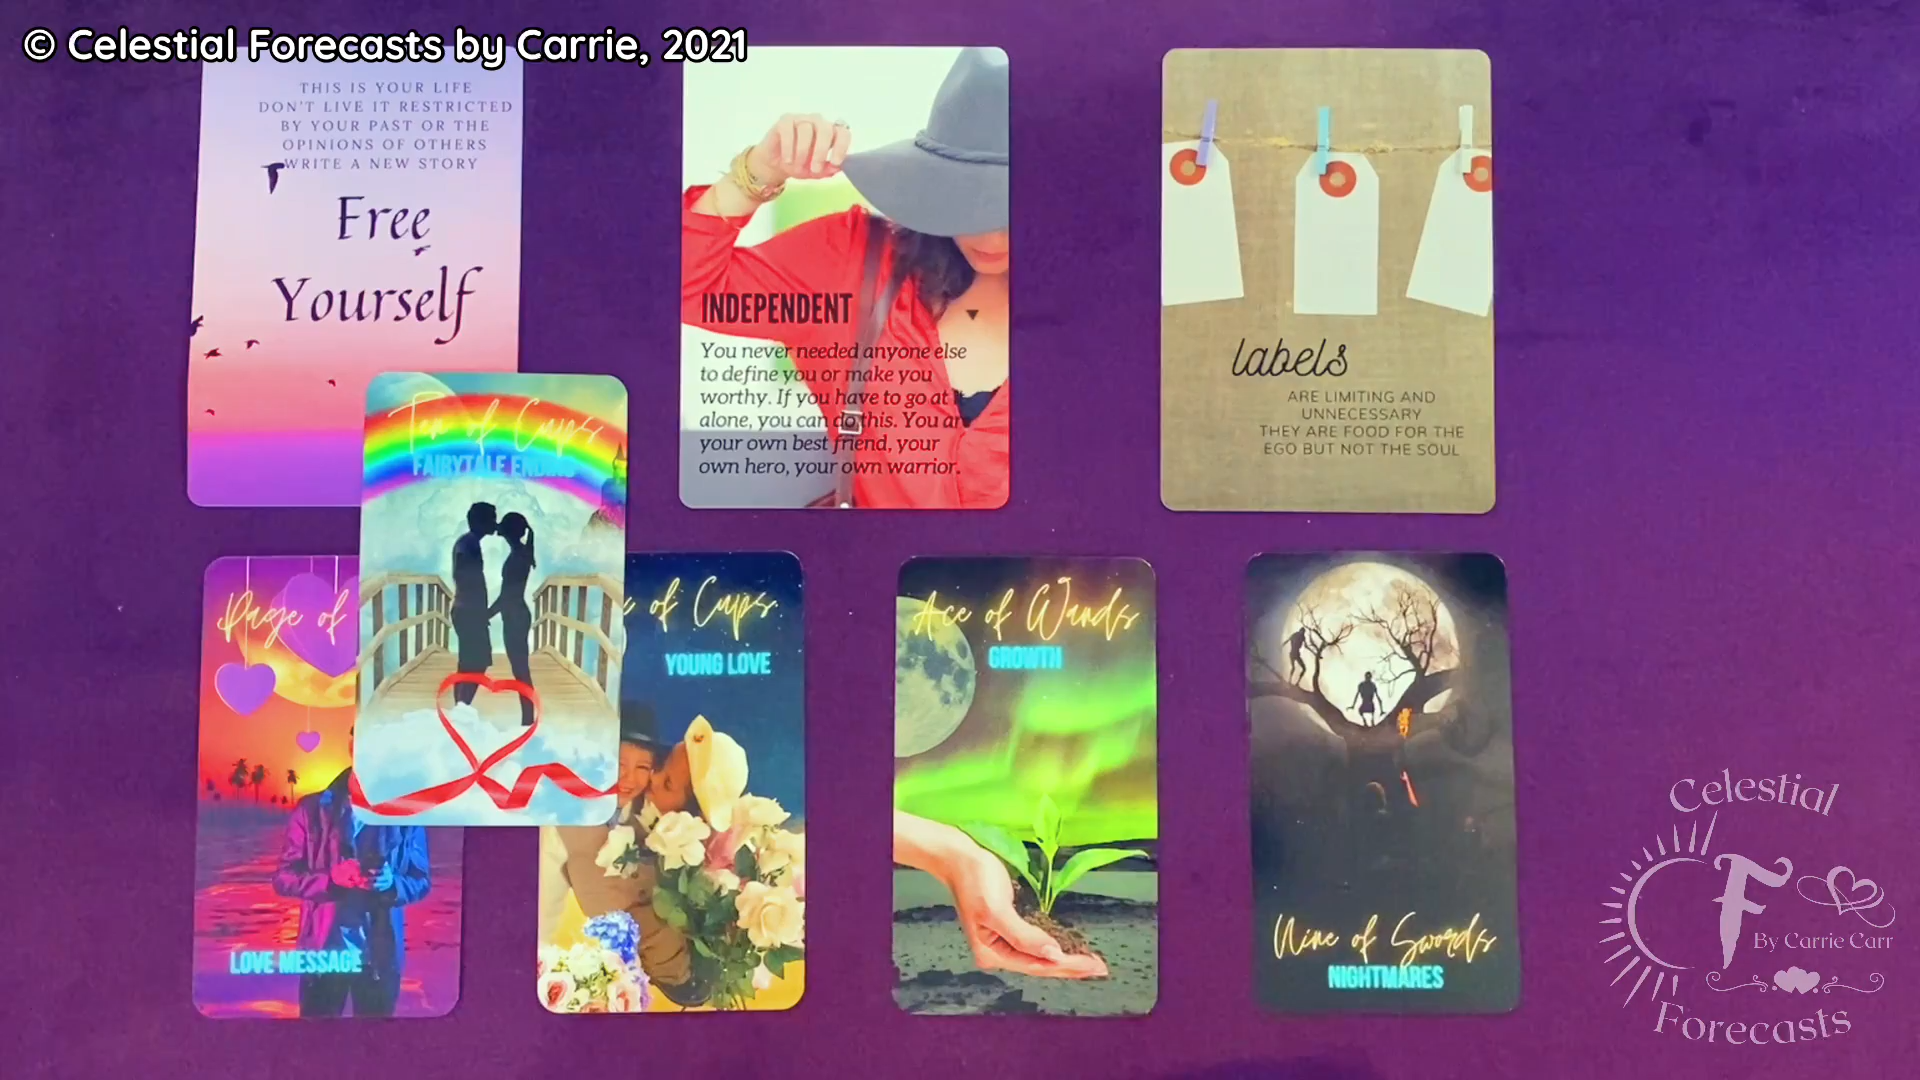 © Celestial Forecasts by Carrie, 2021
THIS IS YOUR LIFE
DON'T LIVE IT RESTRICTED
BY YOUR PAST OR THE
OPINIONS OF OTHERS
WRITE A NEW STORY
Free
Yourself
INDEPENDENT
You never needed anyone else
to define you or make you
worthy. If you have to go at it
alone, you can do this. You are
your own best friend, your
own hero, your own warrior.
labels
ARE LIMITING AND
UNNECESSARY
THEY ARE FOOD FOR THE
EGO BUT NOT THE SOUL
Ten of Cups
FAIRYTALE ENDING
Page of
LOVE MESSAGE
of Cups
YOUNG LOVE
Ace of Wands
GROWTH
Nine of Swords
NIGHTMARES
Celestial
F
By Carrie Carr
Forecasts